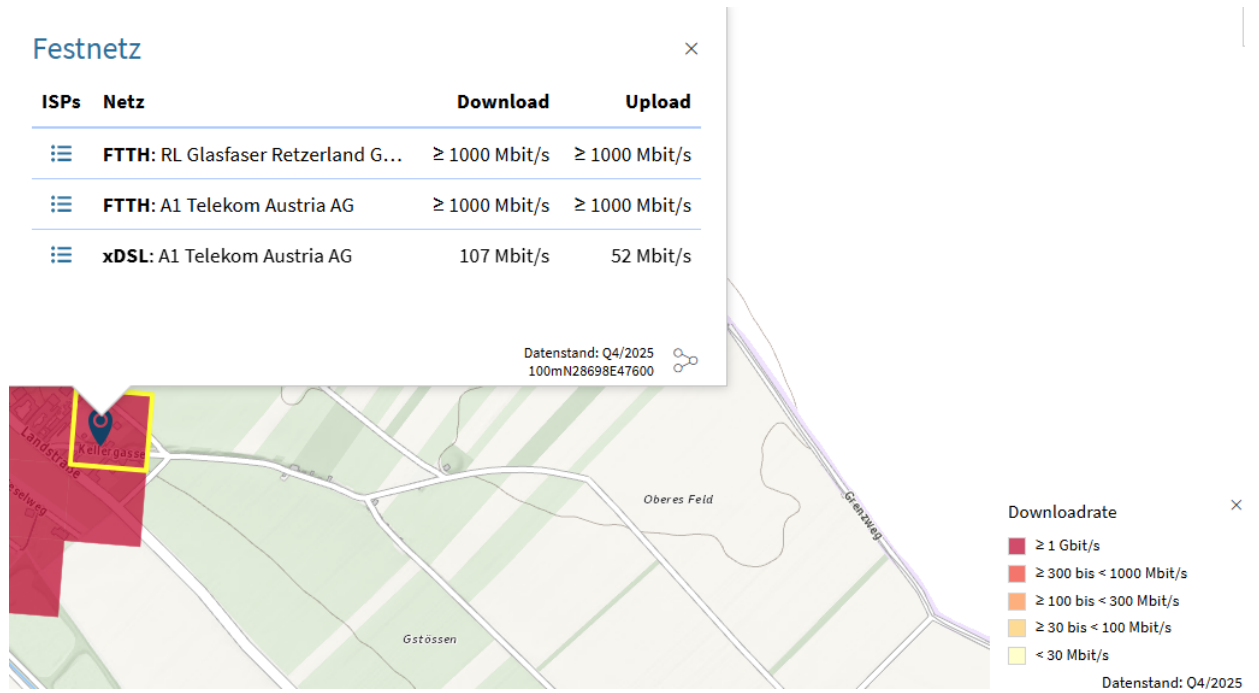 Festnetz
ISPs Netz Download Upload
FTTH: RL Glasfaser Retzerland G... ≥ 1000 Mbit/s ≥ 1000 Mbit/s
FTTH: A1 Telekom Austria AG ≥ 1000 Mbit/s ≥ 1000 Mbit/s
xDSL: A1 Telekom Austria AG 107 Mbit/s 52 Mbit/s
Datenstand: Q4/2025
100mN28698E47600
Landstraße
Kellergasse
eselweg
Oberes Feld
Grenzweg
Gstössen
Downloadrate
≥ 1 Gbit/s
≥ 300 bis < 1000 Mbit/s
≥ 100 bis < 300 Mbit/s
≥ 30 bis < 100 Mbit/s
< 30 Mbit/s
Datenstand: Q4/2025